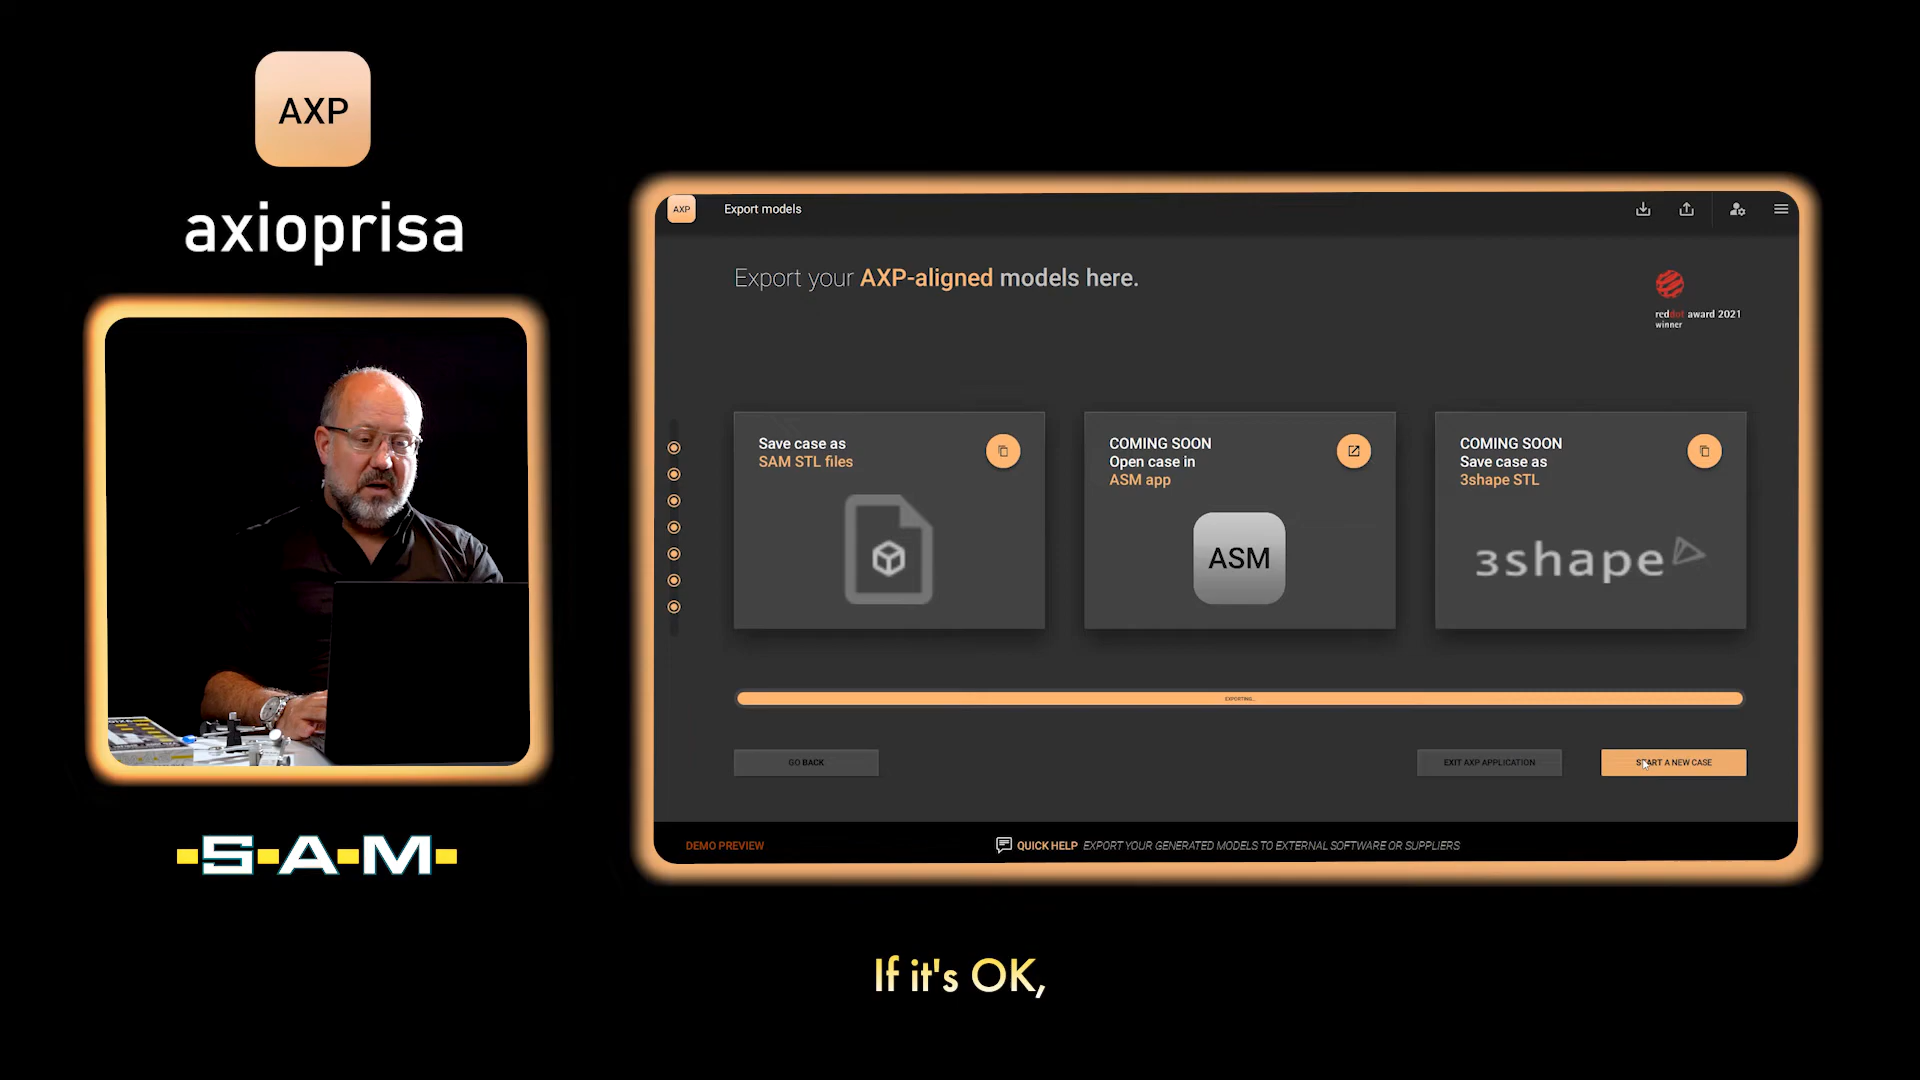 AXP
axioprisa
S-A-M
AXP
Export models
Export your AXP-aligned models here.
reddot award 2021
winner
Save case as
SAM STL files
COMING SOON
Open case in
ASM app
ASM
COMING SOON
Save case as
3shape STL
3shape
EXPORTING...
GO BACK
EXIT AXP APPLICATION
START A NEW CASE
DEMO PREVIEW
QUICK HELP EXPORT YOUR GENERATED MODELS TO EXTERNAL SOFTWARE OR SUPPLIERS
If it's OK,